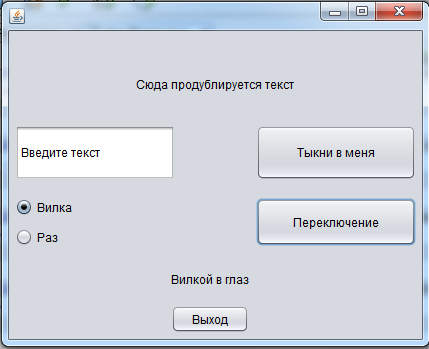 Сюда продублируется текст
Введите текст
Тыкни в меня
Вилка
Раз
Переключение
Вилкой в глаз
Выход